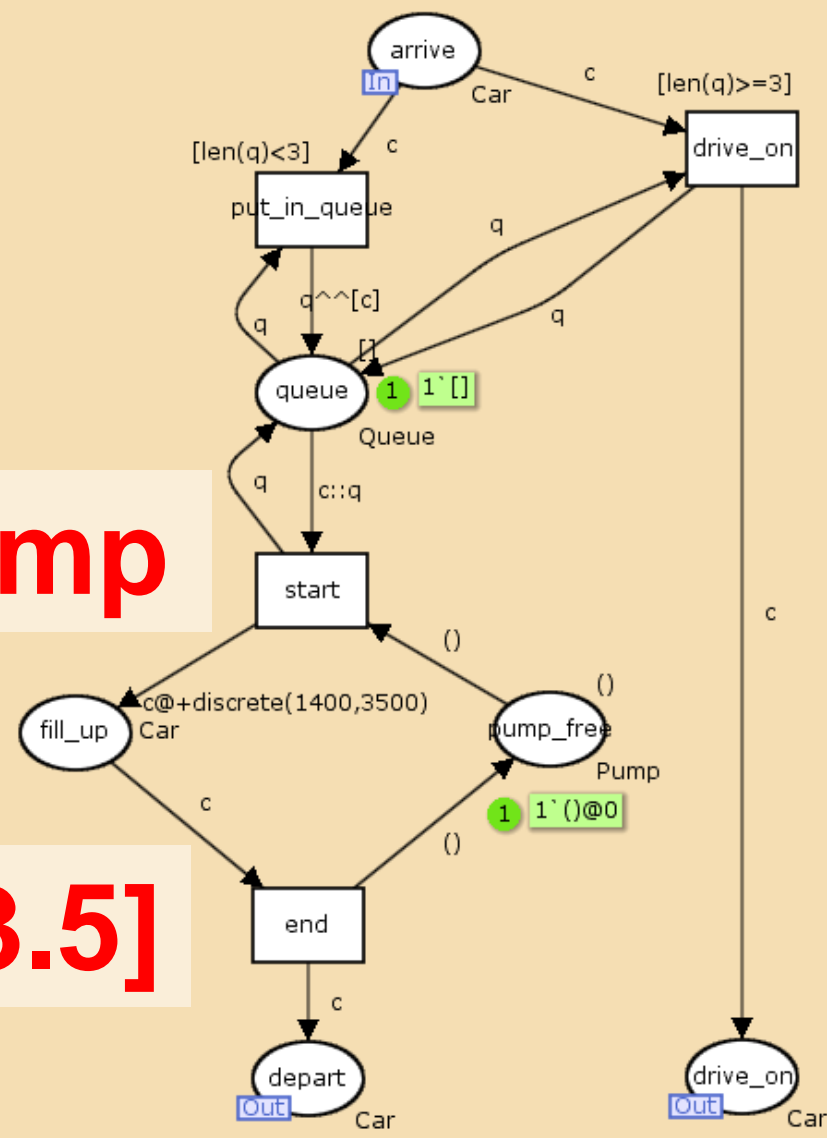 arrive
In
Car
c
[len(q)>=3]
drive_on
[len(q)<3]
c
put_in_queue
q
q^^[c]
q
q
[]
queue
1
1`[]
Queue
q
c::q
mp
start
()
c
c@+discrete(1400,3500)
()
fill_up
Car
pump_free
Pump
c
1
1`()@0
()
3.5]
end
c
depart
Out
Car
drive_on
Out
Car